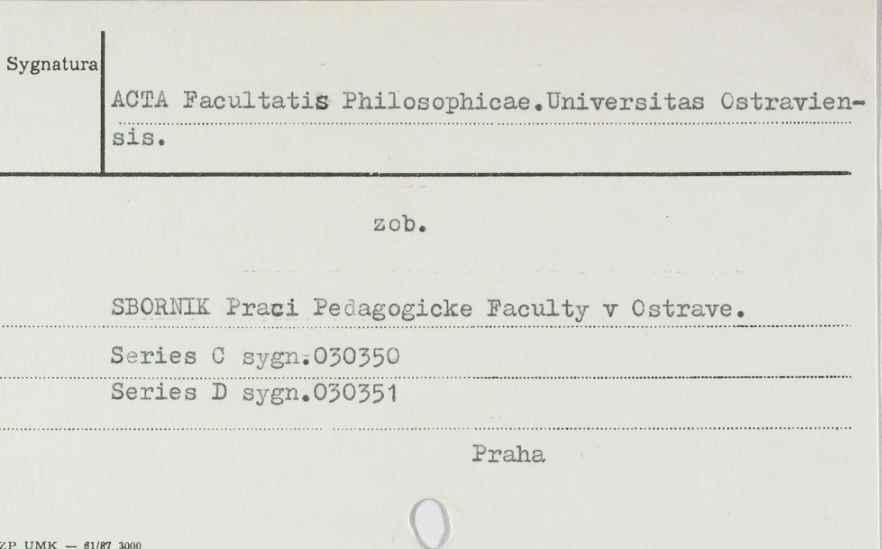 Sygnatura
ACTA Facultatis Philosophicae.Universitas Ostravien-
sis.
zob.
SBORNIK Praci Pedagogicke Faculty v Ostrave.
Series C sygn.030350
Series D sygn.030351
Praha
ZP UMK — 61/87 3000